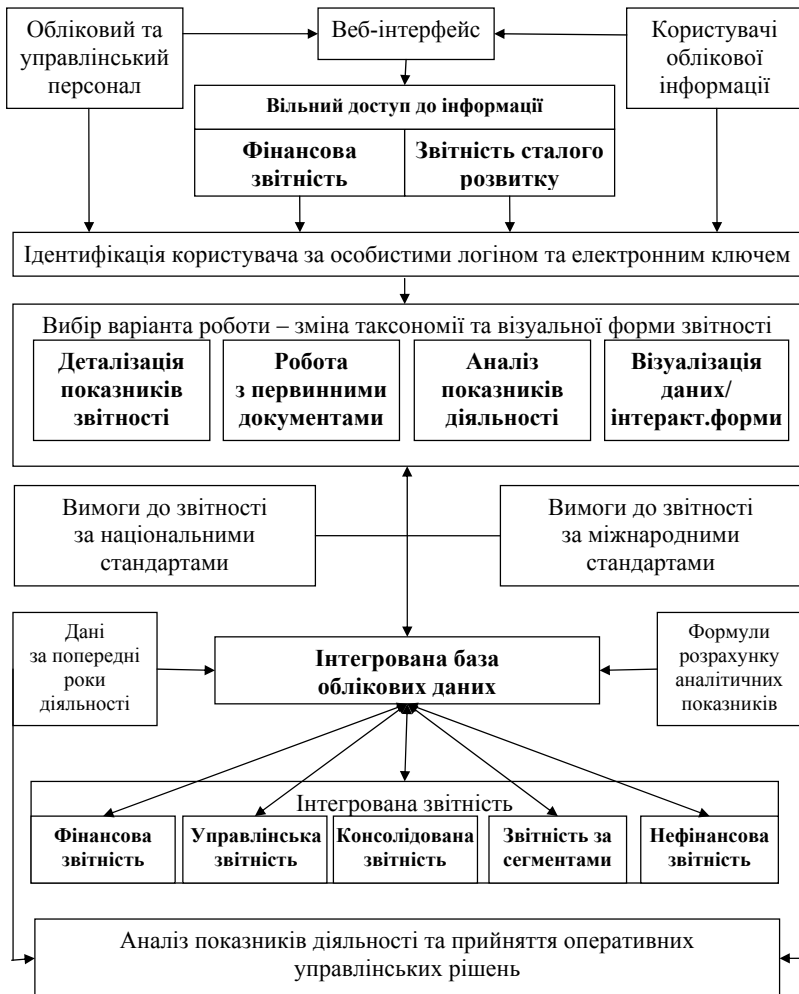 Обліковий та
управлінський
персонал
Веб-інтерфейс
Користувачі
облікової
інформації
Вільний доступ до інформації
Фінансова
звітність
Звітність сталого
розвитку
Ідентифікація користувача за особистими логіном та електронним ключем
Вибір варіанта роботи – зміна таксономії та візуальної форми звітності
Деталізація
показників
звітності
Робота
з первинними
документами
Аналіз
показників
діяльності
Візуалізація
даних/
інтеракт.форми
Вимоги до звітності
за національними
стандартами
Вимоги до звітності
за міжнародними
стандартами
Дані
за попередні
роки
діяльності
Інтегрована база
облікових даних
Формули
розрахунку
аналітичних
показників
Інтегрована звітність
Фінансова
звітність
Управлінська
звітність
Консолідована
звітність
Звітність за
сегментами
Нефінансова
звітність
Аналіз показників діяльності та прийняття оперативних
управлінських рішень